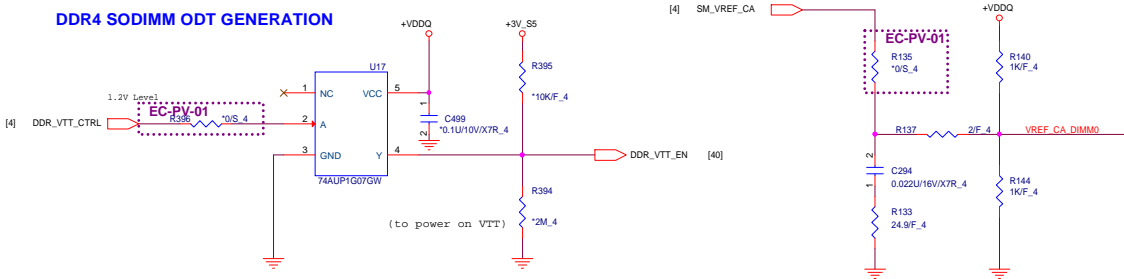 DDR4 SODIMM ODT GENERATION
+VDDQ
+3V_S5
[4] SM_VREF_CA
+VDDQ
EC-PV-01
R135
*0/S_4
R140
1K/F_4
U17
R395
*10K/F_4
1 NC VCC 5
1.2V Level
EC-PV-01
R396 *0/S_4
[4] DDR_VTT_CTRL
2 A
1
C499
2 *0.1U/10V/X7R_4
R137 2/F_4 VREF_CA_DIMM0
3 GND Y 4
DDR_VTT_EN [40]
74AUP1G07GW
2
C294
1 0.022U/16V/X7R_4
R144
1K/F_4
R394
*2M_4
(to power on VTT)
R133
24.9/F_4